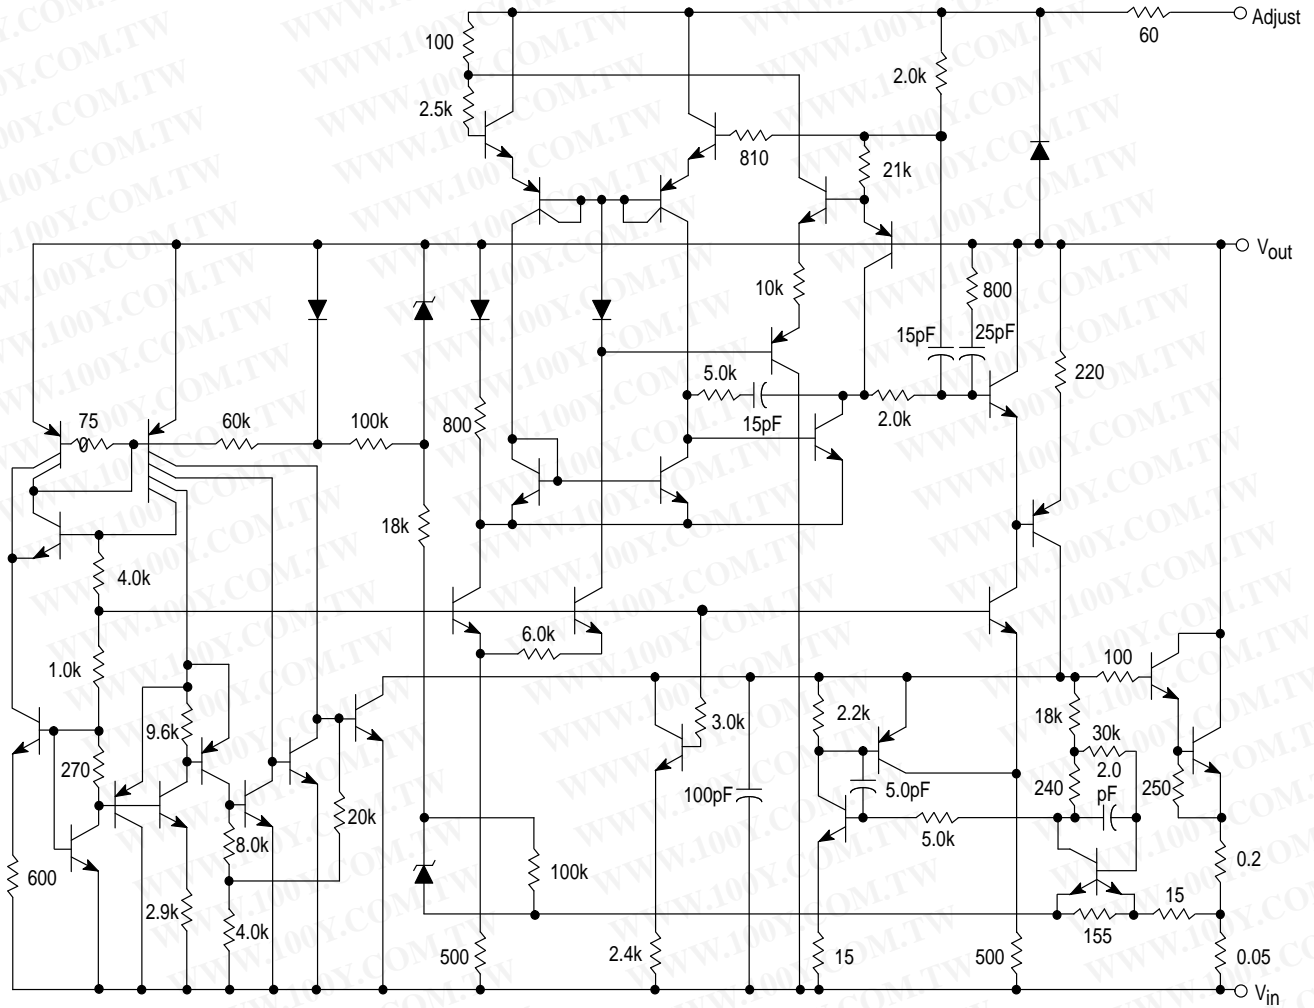 Adjust
100
60
2.0k
2.5k
810
21k
Vout
10k
800
15pF
25pF
220
5.0k
75
0
60k
100k
800
15pF
2.0k
18k
4.0k
6.0k
1.0k
100
9.6k
3.0k
2.2k
18k
30k
270
2.0
pF
100pF
5.0pF
240
250
20k
8.0k
5.0k
600
100k
0.2
2.9k
4.0k
15
155
500
2.4k
15
500
0.05
Vin
WWW.100Y.COM.TW